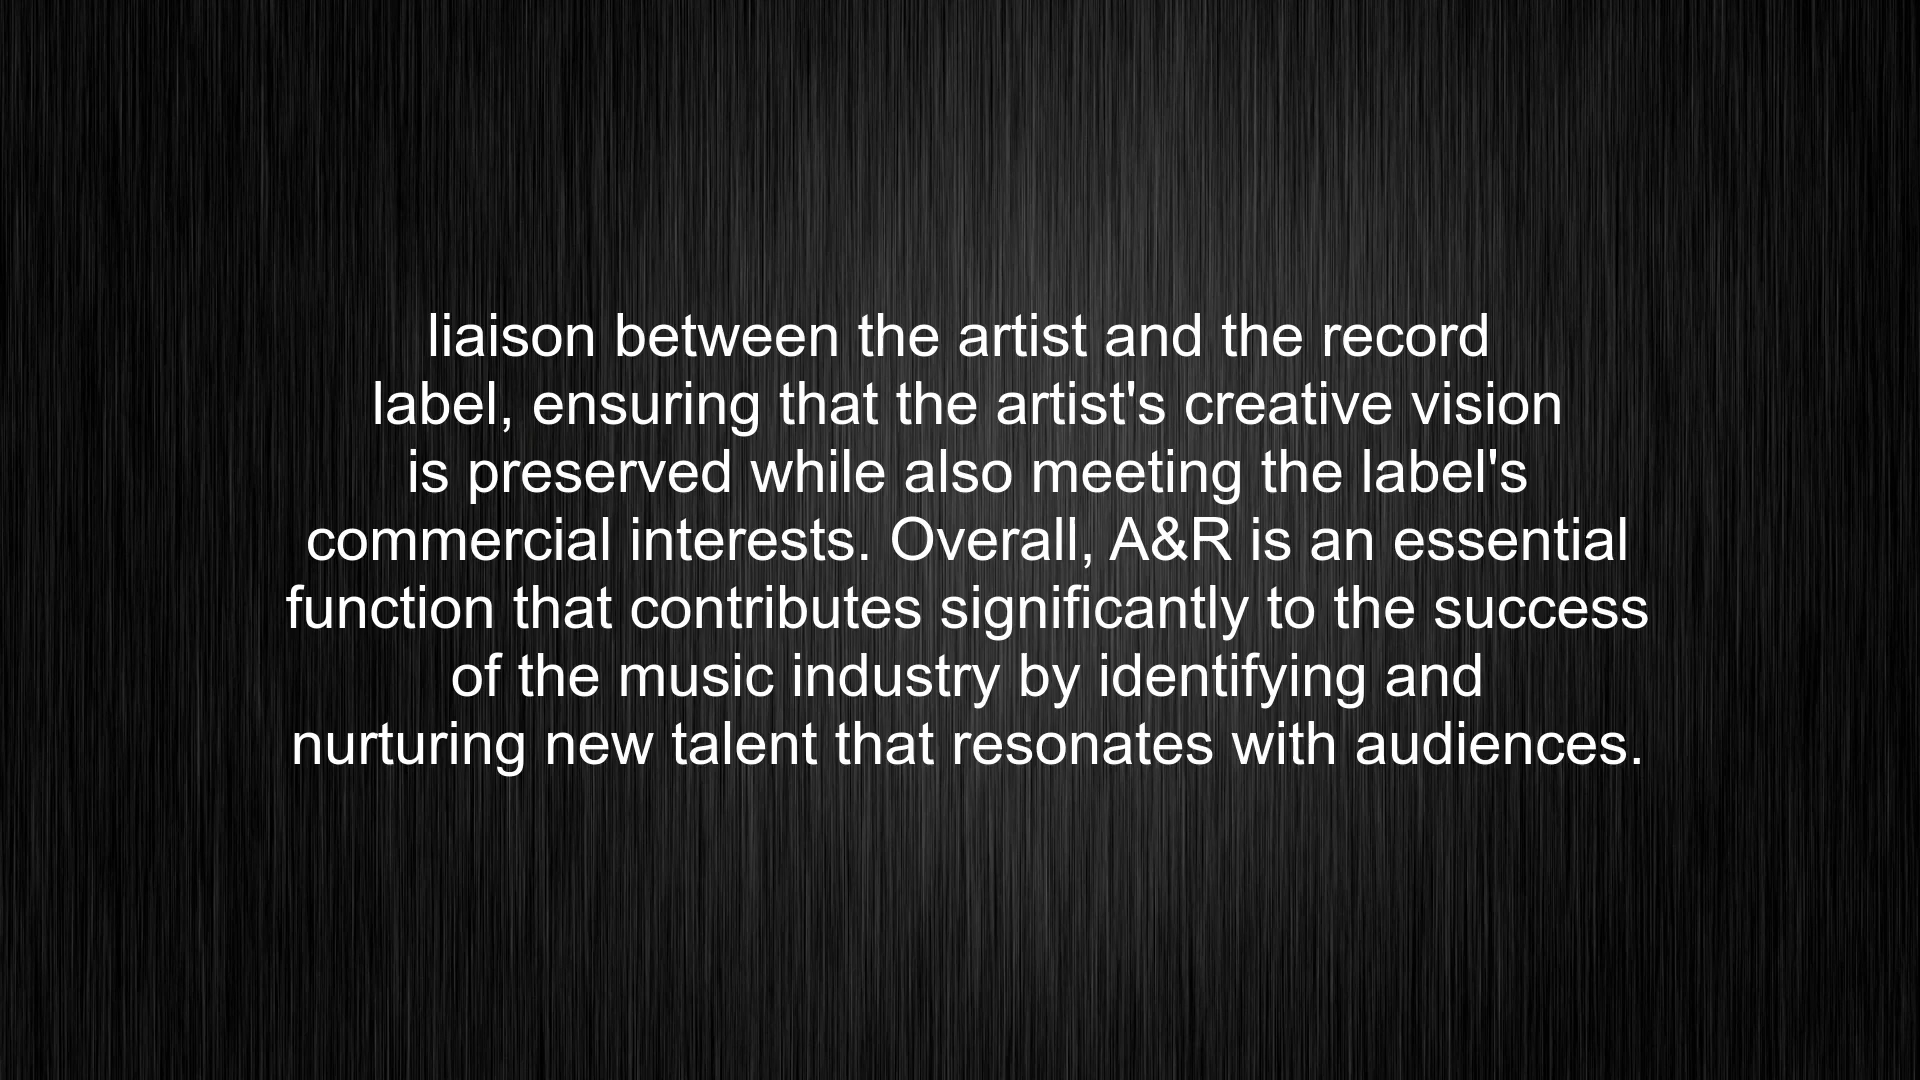 liaison between the artist and the record
label, ensuring that the artist's creative vision
is preserved while also meeting the label's
commercial interests. Overall, A&R is an essential
function that contributes significantly to the success
of the music industry by identifying and
nurturing new talent that resonates with audiences.